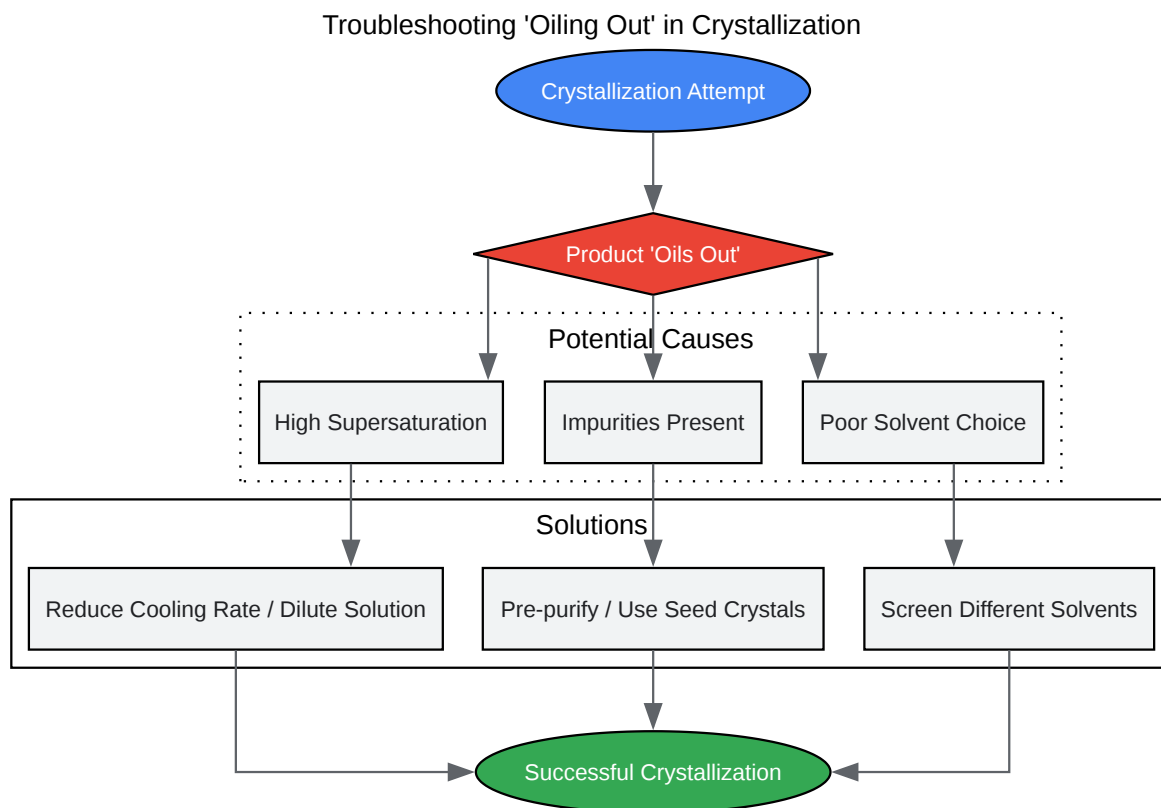 Troubleshooting 'Oiling Out' in Crystallization
Crystallization Attempt
Product 'Oils Out'
Potential Causes
High Supersaturation
Impurities Present
Poor Solvent Choice
Solutions
Reduce Cooling Rate / Dilute Solution
Pre-purify / Use Seed Crystals
Screen Different Solvents
Successful Crystallization